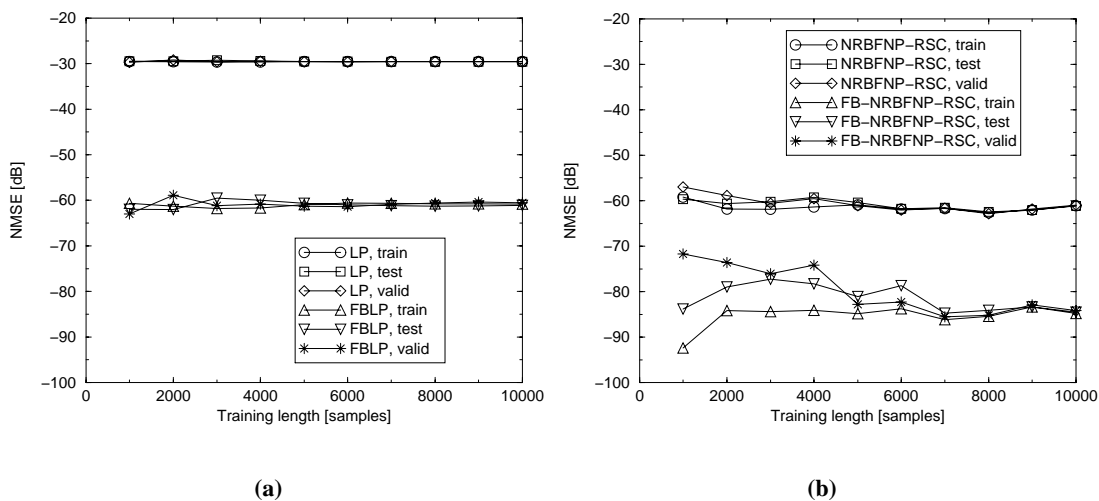 −20
−30
−40
−50
−60
−70
−80
−90
−100
NMSE [dB]
0
2000
4000
6000
8000
10000
Training length [samples]
LP, train
LP, test
LP, valid
FBLP, train
FBLP, test
FBLP, valid
(a)
−20
−30
−40
−50
−60
−70
−80
−90
−100
NMSE [dB]
0
2000
4000
6000
8000
10000
Training length [samples]
NRBFNP−RSC, train
NRBFNP−RSC, test
NRBFNP−RSC, valid
FB−NRBFNP−RSC, train
FB−NRBFNP−RSC, test
FB−NRBFNP−RSC, valid
(b)